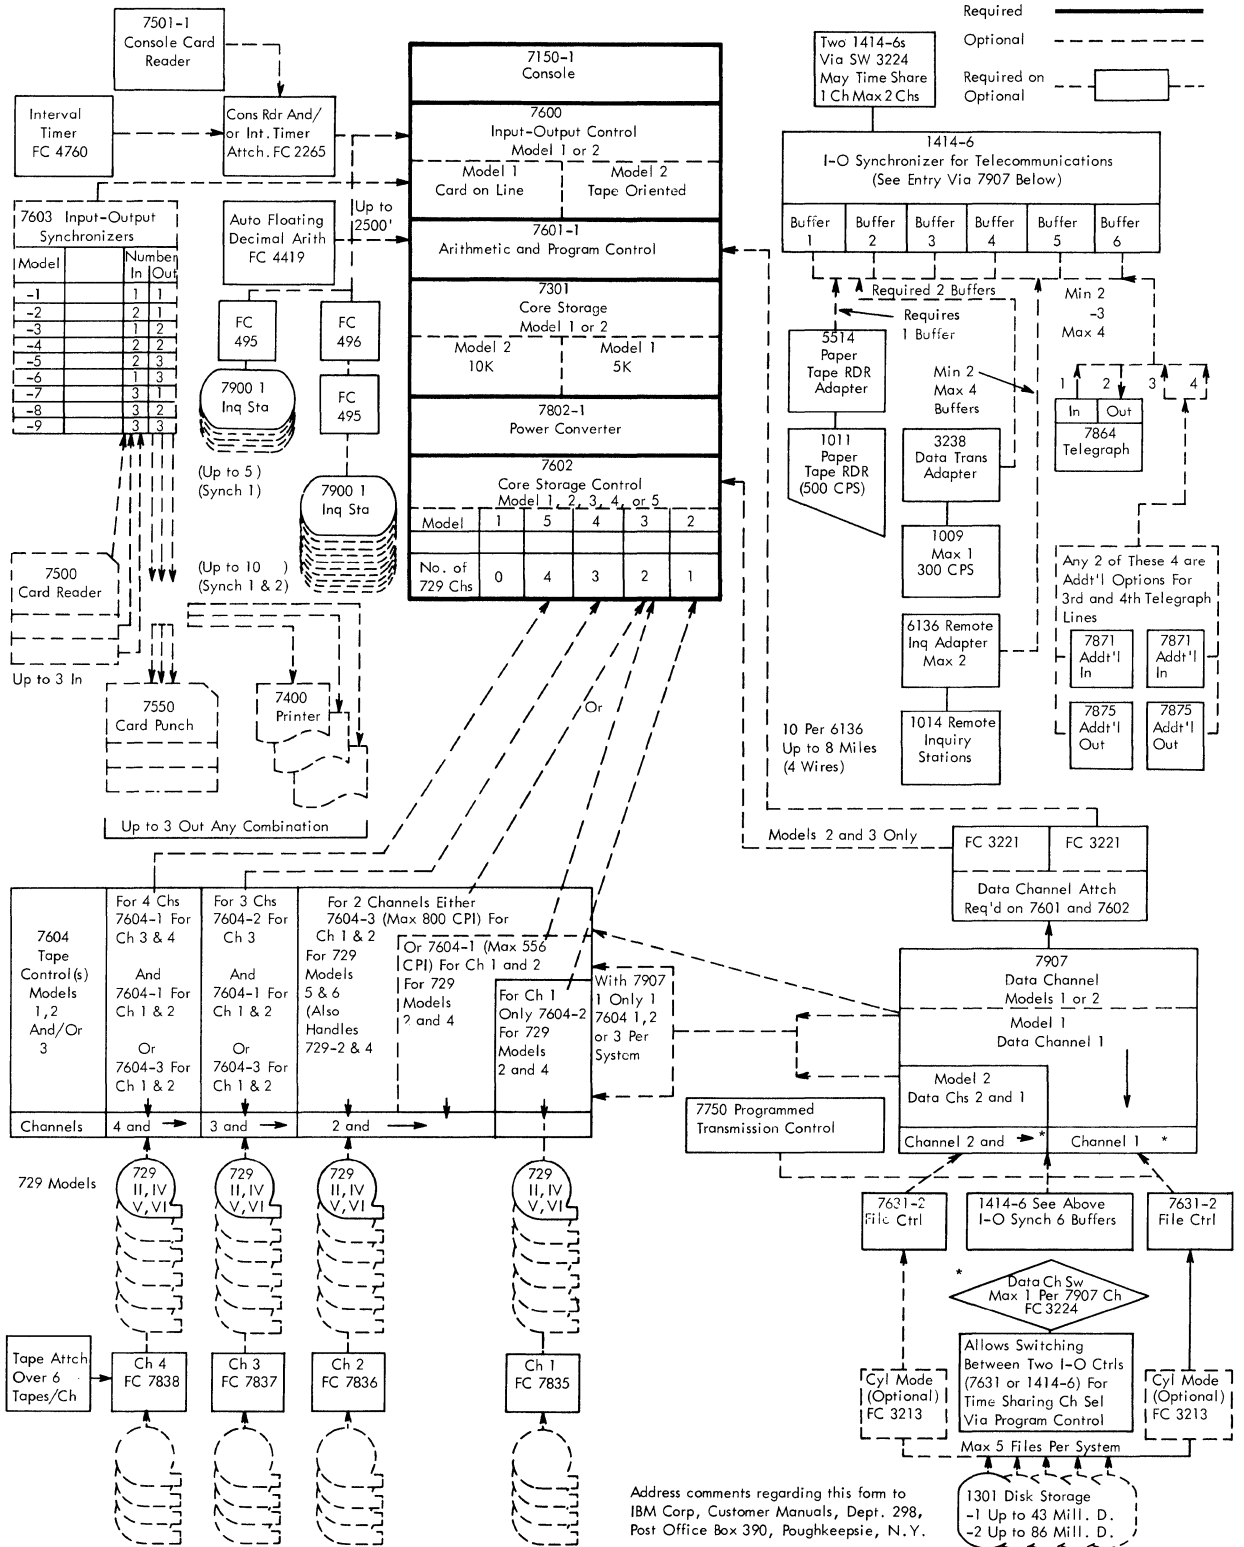 7501-1
Console Card
Reader
Interval
Timer
FC 4760
Cons Rdr And/
or Int. Timer
Attch. FC 2265
Auto Floating
Decimal Arith
FC 4419
Up to
2500'
7603 Input-Output
Synchronizers
Model Number
In Out
-1 1 1
-2 2 1
-3 1 2
-4 2 2
-5 2 3
-6 1 3
-7 3 1
-8 3 2
-9 3 3
FC
495
7900 1
Inq Sta
(Up to 5 )
(Synch 1)
FC
496
FC
495
7900 1
Inq Sta
(Up to 10 )
(Synch 1 & 2)
7500
Card Reader
Up to 3 In
7550
Card Punch
7400
Printer
Up to 3 Out Any Combination
7150-1
Console
7600
Input-Output Control
Model 1 or 2
Model 1
Card on Line
Model 2
Tape Oriented
7601-1
Arithmetic and Program Control
7301
Core Storage
Model 1 or 2
Model 2
10K
Model 1
5K
7802-1
Power Converter
7602
Core Storage Control
Model 1, 2, 3, 4, or 5
Model 1 5 4 3 2
No. of
729 Chs 0 4 3 2 1
Or
Required
Optional
Required on
Optional
Two 1414-6s
Via SW 3224
May Time Share
1 Ch Max 2 Chs
1414-6
I-O Synchronizer for Telecommunications
(See Entry Via 7907 Below)
Buffer
1
Buffer
2
Buffer
3
Buffer
4
Buffer
5
Buffer
6
Required 2 Buffers
Requires
1 Buffer
Min 2
-3
Max 4
5514
Paper
Tape RDR
Adapter
1011
Paper
Tape RDR
(500 CPS)
Min 2
Max 4
Buffers
3238
Data Trans
Adapter
1009
Max 1
300 CPS
6136 Remote
Inq Adapter
Max 2
1014 Remote
Inquiry
Stations
10 Per 6136
Up to 8 Miles
(4 Wires)
1 2 3 4
In Out
7864
Telegraph
Any 2 of These 4 are
Addt'l Options For
3rd and 4th Telegraph
Lines
7871
Addt'l
In
7871
Addt'l
In
7875
Addt'l
Out
7875
Addt'l
Out
Models 2 and 3 Only
FC 3221 FC 3221
Data Channel Attch
Req'd on 7601 and 7602
7907
Data Channel
Models 1 or 2
Model 1
Data Channel 1
Model 2
Data Chs 2 and 1
Channel 2 and *
Channel 1 *
7604
Tape
Control(s)
Models
1,2
And/Or
3
For 4 Chs
7604-1 For
Ch 3 & 4
And
7604-1 For
Ch 1 & 2
Or
7604-3 For
Ch 1 & 2
For 3 Chs
7604-2 For
Ch 3
And
7604-1 For
Ch 1 & 2
Or
7604-3 For
Ch 1 & 2
For 2 Channels Either
7604-3 (Max 800 CPI) For
Ch 1 & 2
For 729
Models
5 & 6
(Also
Handles
729-2 & 4)
Or 7604-1 (Max 556
CPI) For Ch 1 and 2
For 729
Models
2 and 4
For Ch 1
Only 7604-2
For 729
Models
2 and 4
With 7907
1 Only 1
7604 1,2
or 3 Per
System
Channels 4 and 3 and 2 and
7750 Programmed
Transmission Control
729 Models
729
II, IV
V, VI
729
II, IV
V, VI
729
II, IV
V, VI
729
II, IV
V, VI
Tape Attch
Over 6
Tapes/Ch
Ch 4
FC 7838
Ch 3
FC 7837
Ch 2
FC 7836
Ch 1
FC 7835
7631-2
File Ctrl
1414-6 See Above
I-O Synch 6 Buffers
7631-2
File Ctrl
*
Data Ch Sw
Max 1 Per 7907 Ch
FC 3224
Allows Switching
Between Two I-O Ctrls
(7631 or 1414-6) For
Time Sharing Ch Sel
Via Program Control
Cyl Mode
(Optional)
FC 3213
Cyl Mode
(Optional)
FC 3213
Max 5 Files Per System
1301 Disk Storage
-1 Up to 43 Mill. D.
-2 Up to 86 Mill. D.
Address comments regarding this form to
IBM Corp, Customer Manuals, Dept. 298,
Post Office Box 390, Poughkeepsie, N.Y.